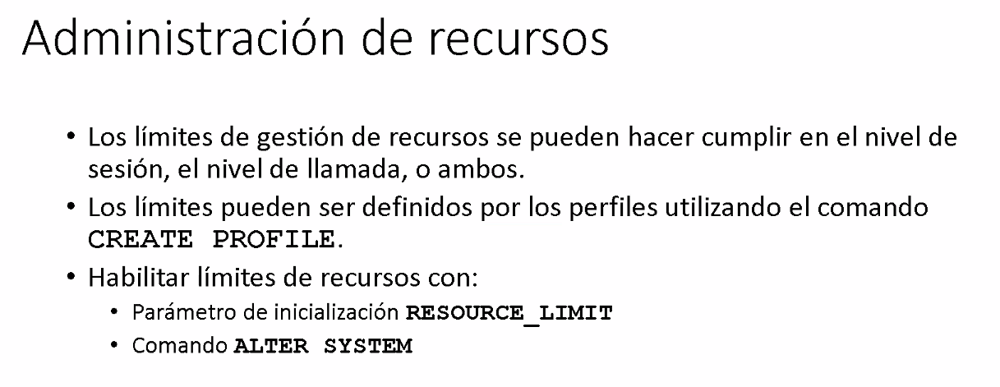 Administración de recursos
• Los límites de gestión de recursos se pueden hacer cumplir en el nivel de
sesión, el nivel de llamada, o ambos.
• Los límites pueden ser definidos por los perfiles utilizando el comando
CREATE PROFILE.
• Habilitar límites de recursos con:
• Parámetro de inicialización RESOURCE_LIMIT
• Comando ALTER SYSTEM